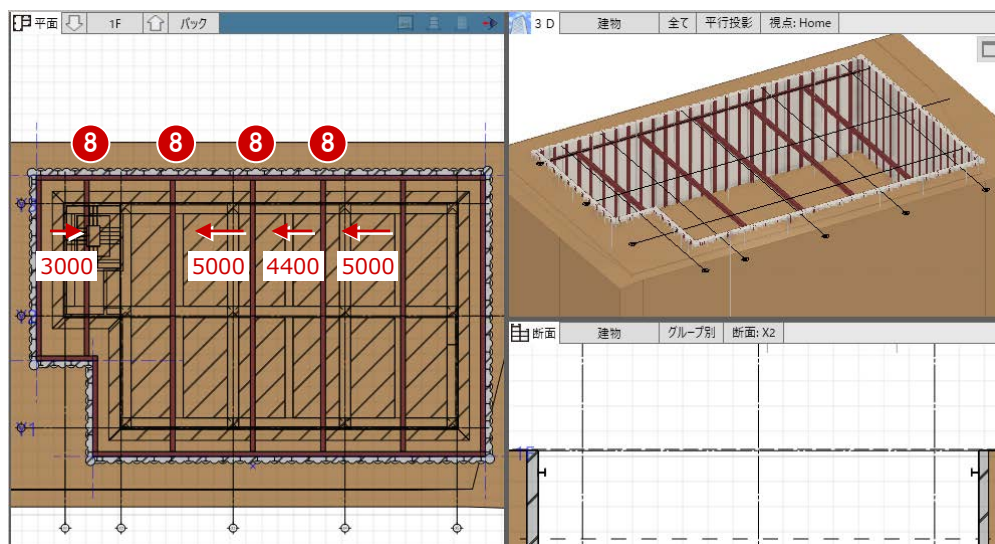 平面 1F パック
8 8 8 8
3000 5000 4400 5000
3D 建物 全て 平行投影 視点: Home
断面 建物 グループ別 断面: X2